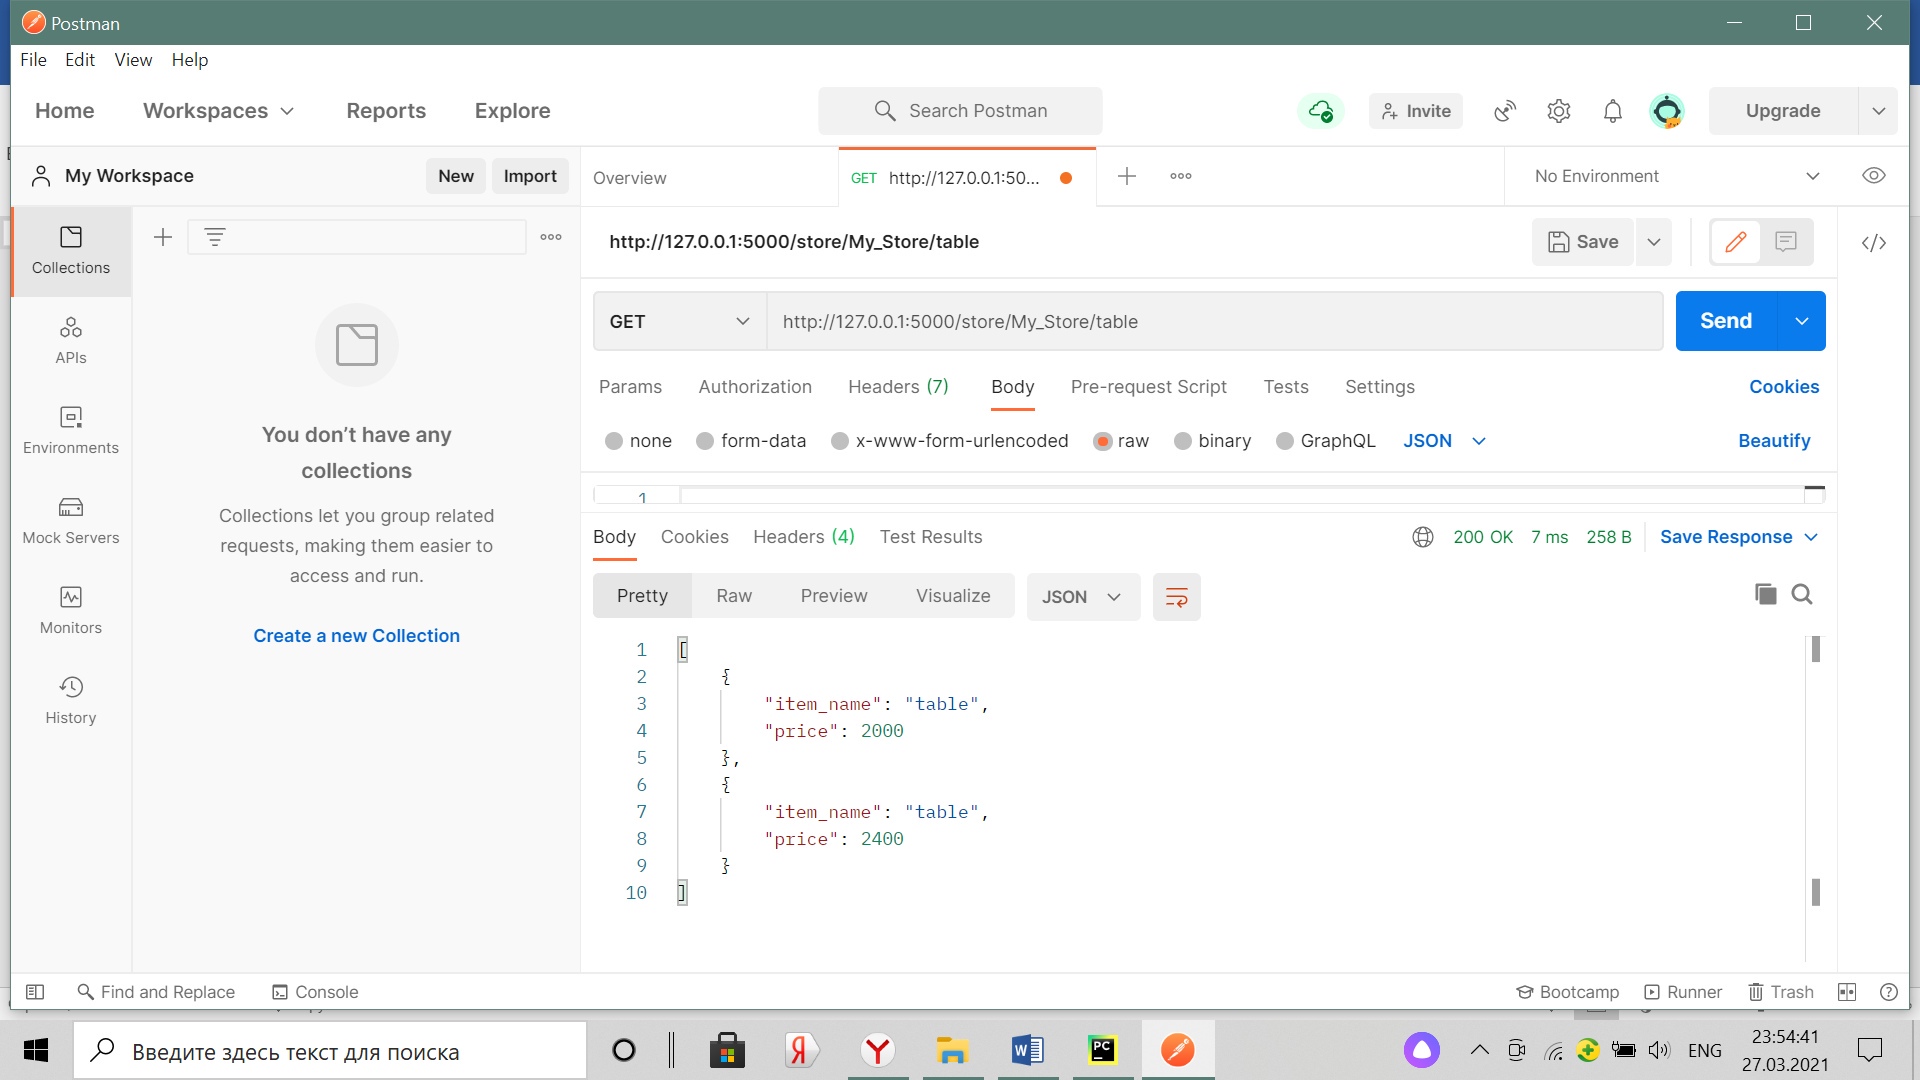 Postman
File Edit View Help
Home Workspaces Reports Explore Search Postman Invite Upgrade
My Workspace New Import Overview GET http://127.0.0.1:50... No Environment
Collections
APIs
Environments
Mock Servers
Monitors
History
You don't have any
collections
Collections let you group related
requests, making them easier to
access and run.
Create a new Collection
http://127.0.0.1:5000/store/My_Store/table Save
GET http://127.0.0.1:5000/store/My_Store/table Send
Params Authorization Headers (7) Body Pre-request Script Tests Settings Cookies
none form-data x-www-form-urlencoded raw binary GraphQL JSON Beautify
1
Body Cookies Headers (4) Test Results 200 OK 7 ms 258 B Save Response
Pretty Raw Preview Visualize JSON
1 [
2 {
3 "item_name": "table",
4 "price": 2000
5 },
6 {
7 "item_name": "table",
8 "price": 2400
9 }
10 ]
Find and Replace Console Bootcamp Runner Trash
Введите здесь текст для поиска ENG 23:54:41
27.03.2021